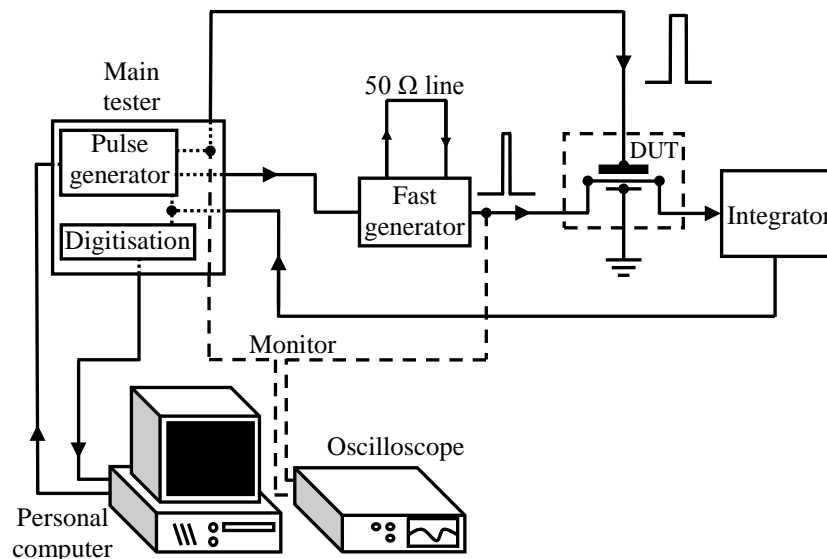 Main
tester
50 Ω line
Pulse
generator
DUT
Fast
generator
Integrator
Digitisation
Monitor
Oscilloscope
Personal
computer